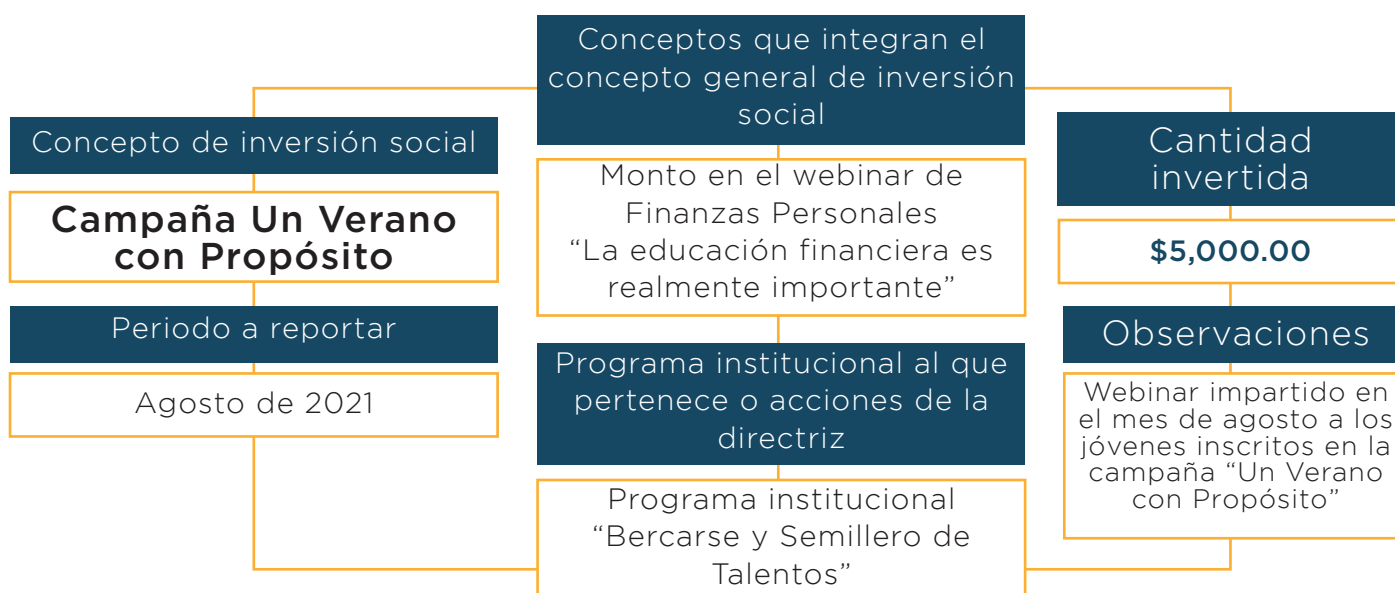 Concepto de inversión social
Campaña Un Verano
con Propósito
Periodo a reportar
Agosto de 2021
Conceptos que integran el
concepto general de inversión
social
Monto en el webinar de
Finanzas Personales
“La educación financiera es
realmente importante”
Programa institucional al que
pertenece o acciones de la
directriz
Programa institucional
“Bercarse y Semillero de
Talentos”
Cantidad
invertida
$5,000.00
Observaciones
Webinar impartido en
el mes de agosto a los
jóvenes inscritos en la
campaña “Un Verano
con Propósito”